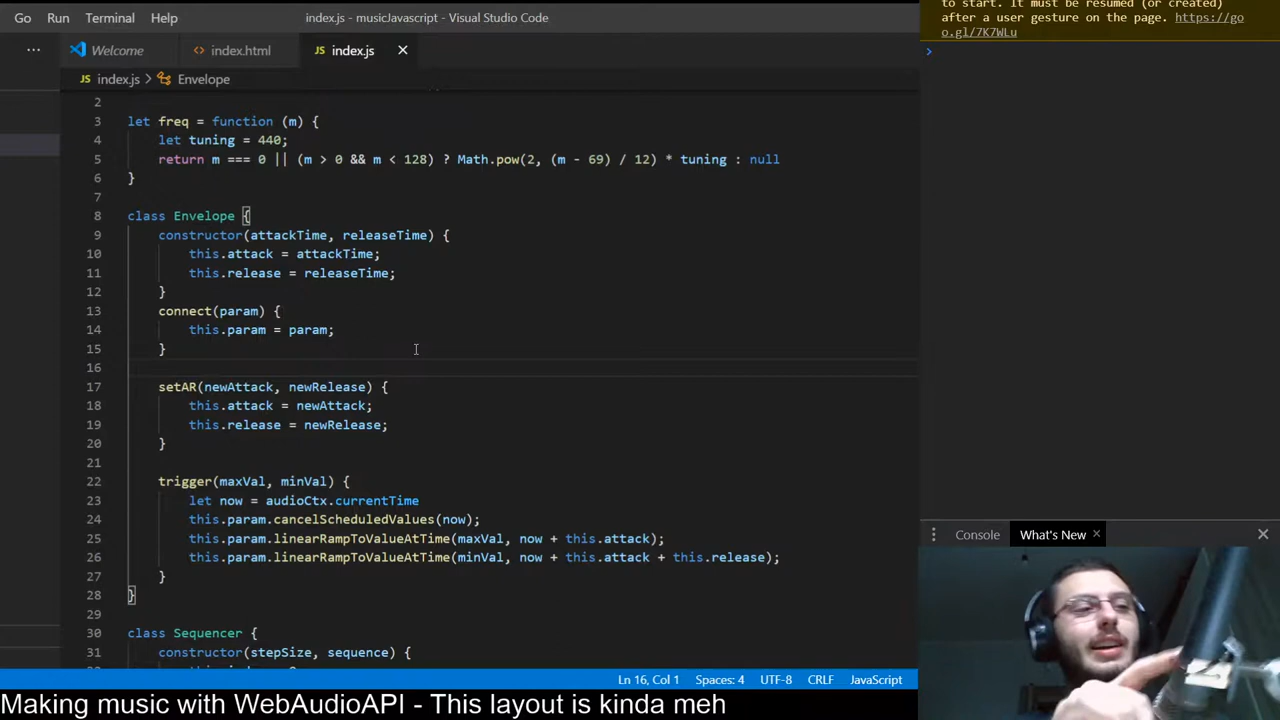 Go Run Terminal Help index.js - musicJavascript - Visual Studio Code
to start. It must be resumed (or created)
after a user gesture on the page. https://go
o.gl/7K7WLu
··· Welcome index.html index.js ×
index.js > Envelope
2
3 let freq = function (m) {
4 let tuning = 440;
5 return m === 0 || (m > 0 && m < 128) ? Math.pow(2, (m - 69) / 12) * tuning : null
6 }
7
8 class Envelope {
9 constructor(attackTime, releaseTime) {
10 this.attack = attackTime;
11 this.release = releaseTime;
12 }
13 connect(param) {
14 this.param = param;
15 }
16
17 setAR(newAttack, newRelease) {
18 this.attack = newAttack;
19 this.release = newRelease;
20 }
21
22 trigger(maxVal, minVal) {
23 let now = audioCtx.currentTime
24 this.param.cancelScheduledValues(now);
25 this.param.linearRampToValueAtTime(maxVal, now + this.attack);
26 this.param.linearRampToValueAtTime(minVal, now + this.attack + this.release);
27 }
28 }
29
30 class Sequencer {
31 constructor(stepSize, sequence) {
Console What's New ×
Ln 16, Col 1 Spaces: 4 UTF-8 CRLF JavaScript
Making music with WebAudioAPI - This layout is kinda meh